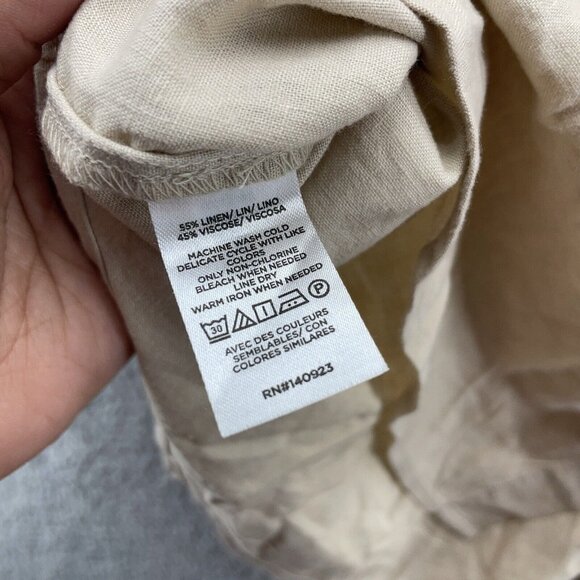 55% LINEN/ LIN/ LINO
45% VISCOSE/ VISCOSA
MACHINE WASH COLD
DELICATE CYCLE WITH LIKE
COLORS
ONLY NON-CHLORINE
BLEACH WHEN NEEDED
LINE DRY
WARM IRON WHEN NEEDED
30 P
AVEC DES COULEURS
SEMBLABLES/ CON
COLORES SIMILARES
RN#140923